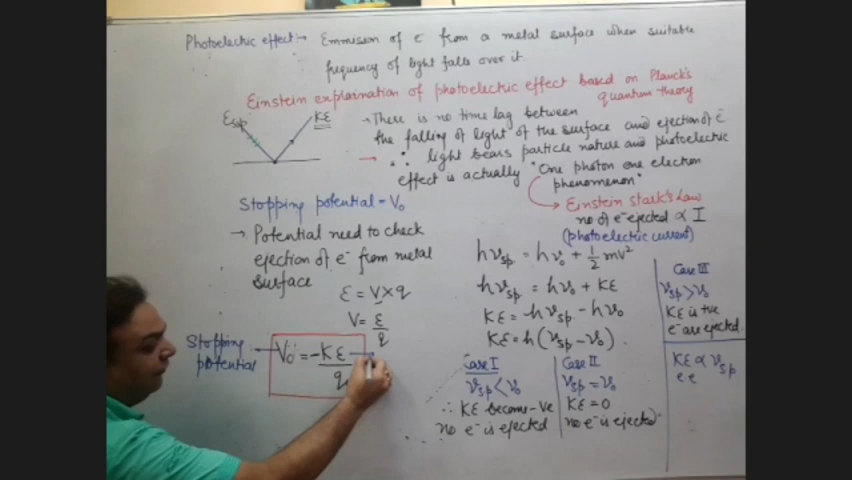 Photoelectric effect:→ Emmission of e⁻ from a metal surface when suitable
frequency of light falls over it.
Einstein explaination of photoelectric effect based on Planck's
quantum theory
Esp
KE
→ There is no time lag between
the falling of light of the surface and ejection of e⁻
→ ∴ light bears particle nature and photoelectric
effect is actually "One photon one electron
phenomenon"
→ Einstein Stark's Law
no of e⁻ ejected ∝ I
(photoelectric current)
Stopping potential = V₀
→ Potential need to check
ejection of e⁻ from metal
surface
E = V×q
V = E/q
Stopping
potential
V₀ = -KE/q
hνsp = hν₀ + 1/2 mv²
hνsp = hν₀ + KE
KE = hνsp - hν₀
KE = h(νsp - ν₀)
Case I
νsp < ν₀
∴ KE become -ve
no e⁻ is ejected
Case II
νsp = ν₀
KE = 0
no e⁻ is ejected
Case III
νsp > ν₀
KE is +ve
e⁻ are ejected
KE ∝ νsp